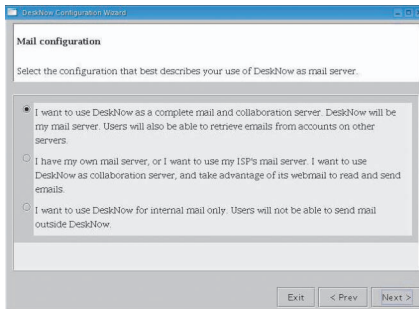 DeskNow Configuration Wizard
Mail configuration
Select the configuration that best describes your use of DeskNow as mail server.
I want to use DeskNow as a complete mail and collaboration server. DeskNow will be
my mail server. Users will also be able to retrieve emails from accounts on other
servers.
I have my own mail server, or I want to use my ISP's mail server. I want to use
DeskNow as collaboration server, and take advantage of its webmail to read and send
emails.
I want to use DeskNow for internal mail only. Users will not be able to send mail
outside DeskNow.
Exit < Prev Next >